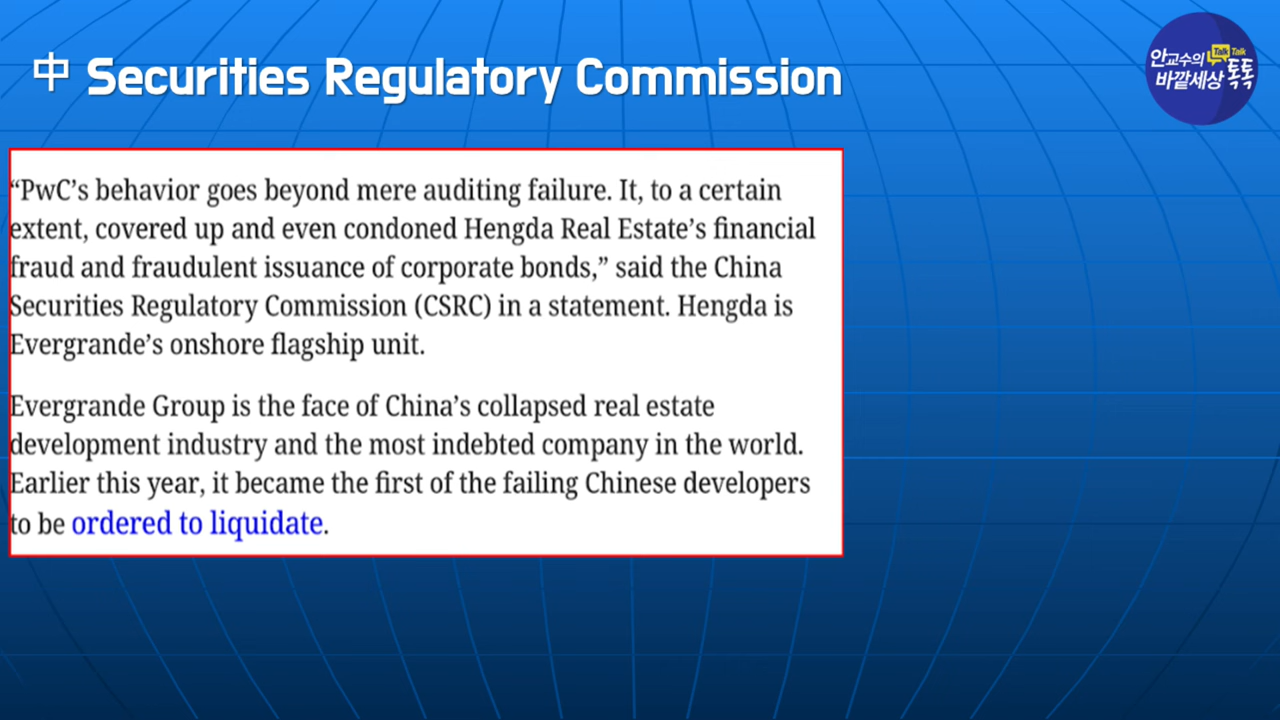 中 Securities Regulatory Commission
안교수의 Talk Talk
바깥세상 톡톡
“PwC’s behavior goes beyond mere auditing failure. It, to a certain
extent, covered up and even condoned Hengda Real Estate’s financial
fraud and fraudulent issuance of corporate bonds,” said the China
Securities Regulatory Commission (CSRC) in a statement. Hengda is
Evergrande’s onshore flagship unit.
Evergrande Group is the face of China’s collapsed real estate
development industry and the most indebted company in the world.
Earlier this year, it became the first of the failing Chinese developers
to be ordered to liquidate.